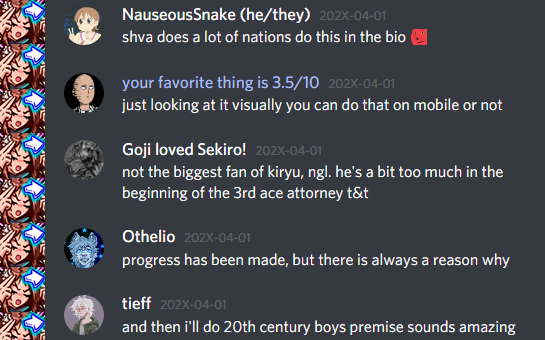 NauseousSnake (he/they) 202X-04-01
shva does a lot of nations do this in the bio
your favorite thing is 3.5/10 202X-04-01
just looking at it visually you can do that on mobile or not
Goji loved Sekiro! 202X-04-01
not the biggest fan of kiryu, ngl. he's a bit too much in the
beginning of the 3rd ace attorney t&t
Othelio 202X-04-01
progress has been made, but there is always a reason why
tieff 202X-04-01
and then i'll do 20th century boys premise sounds amazing